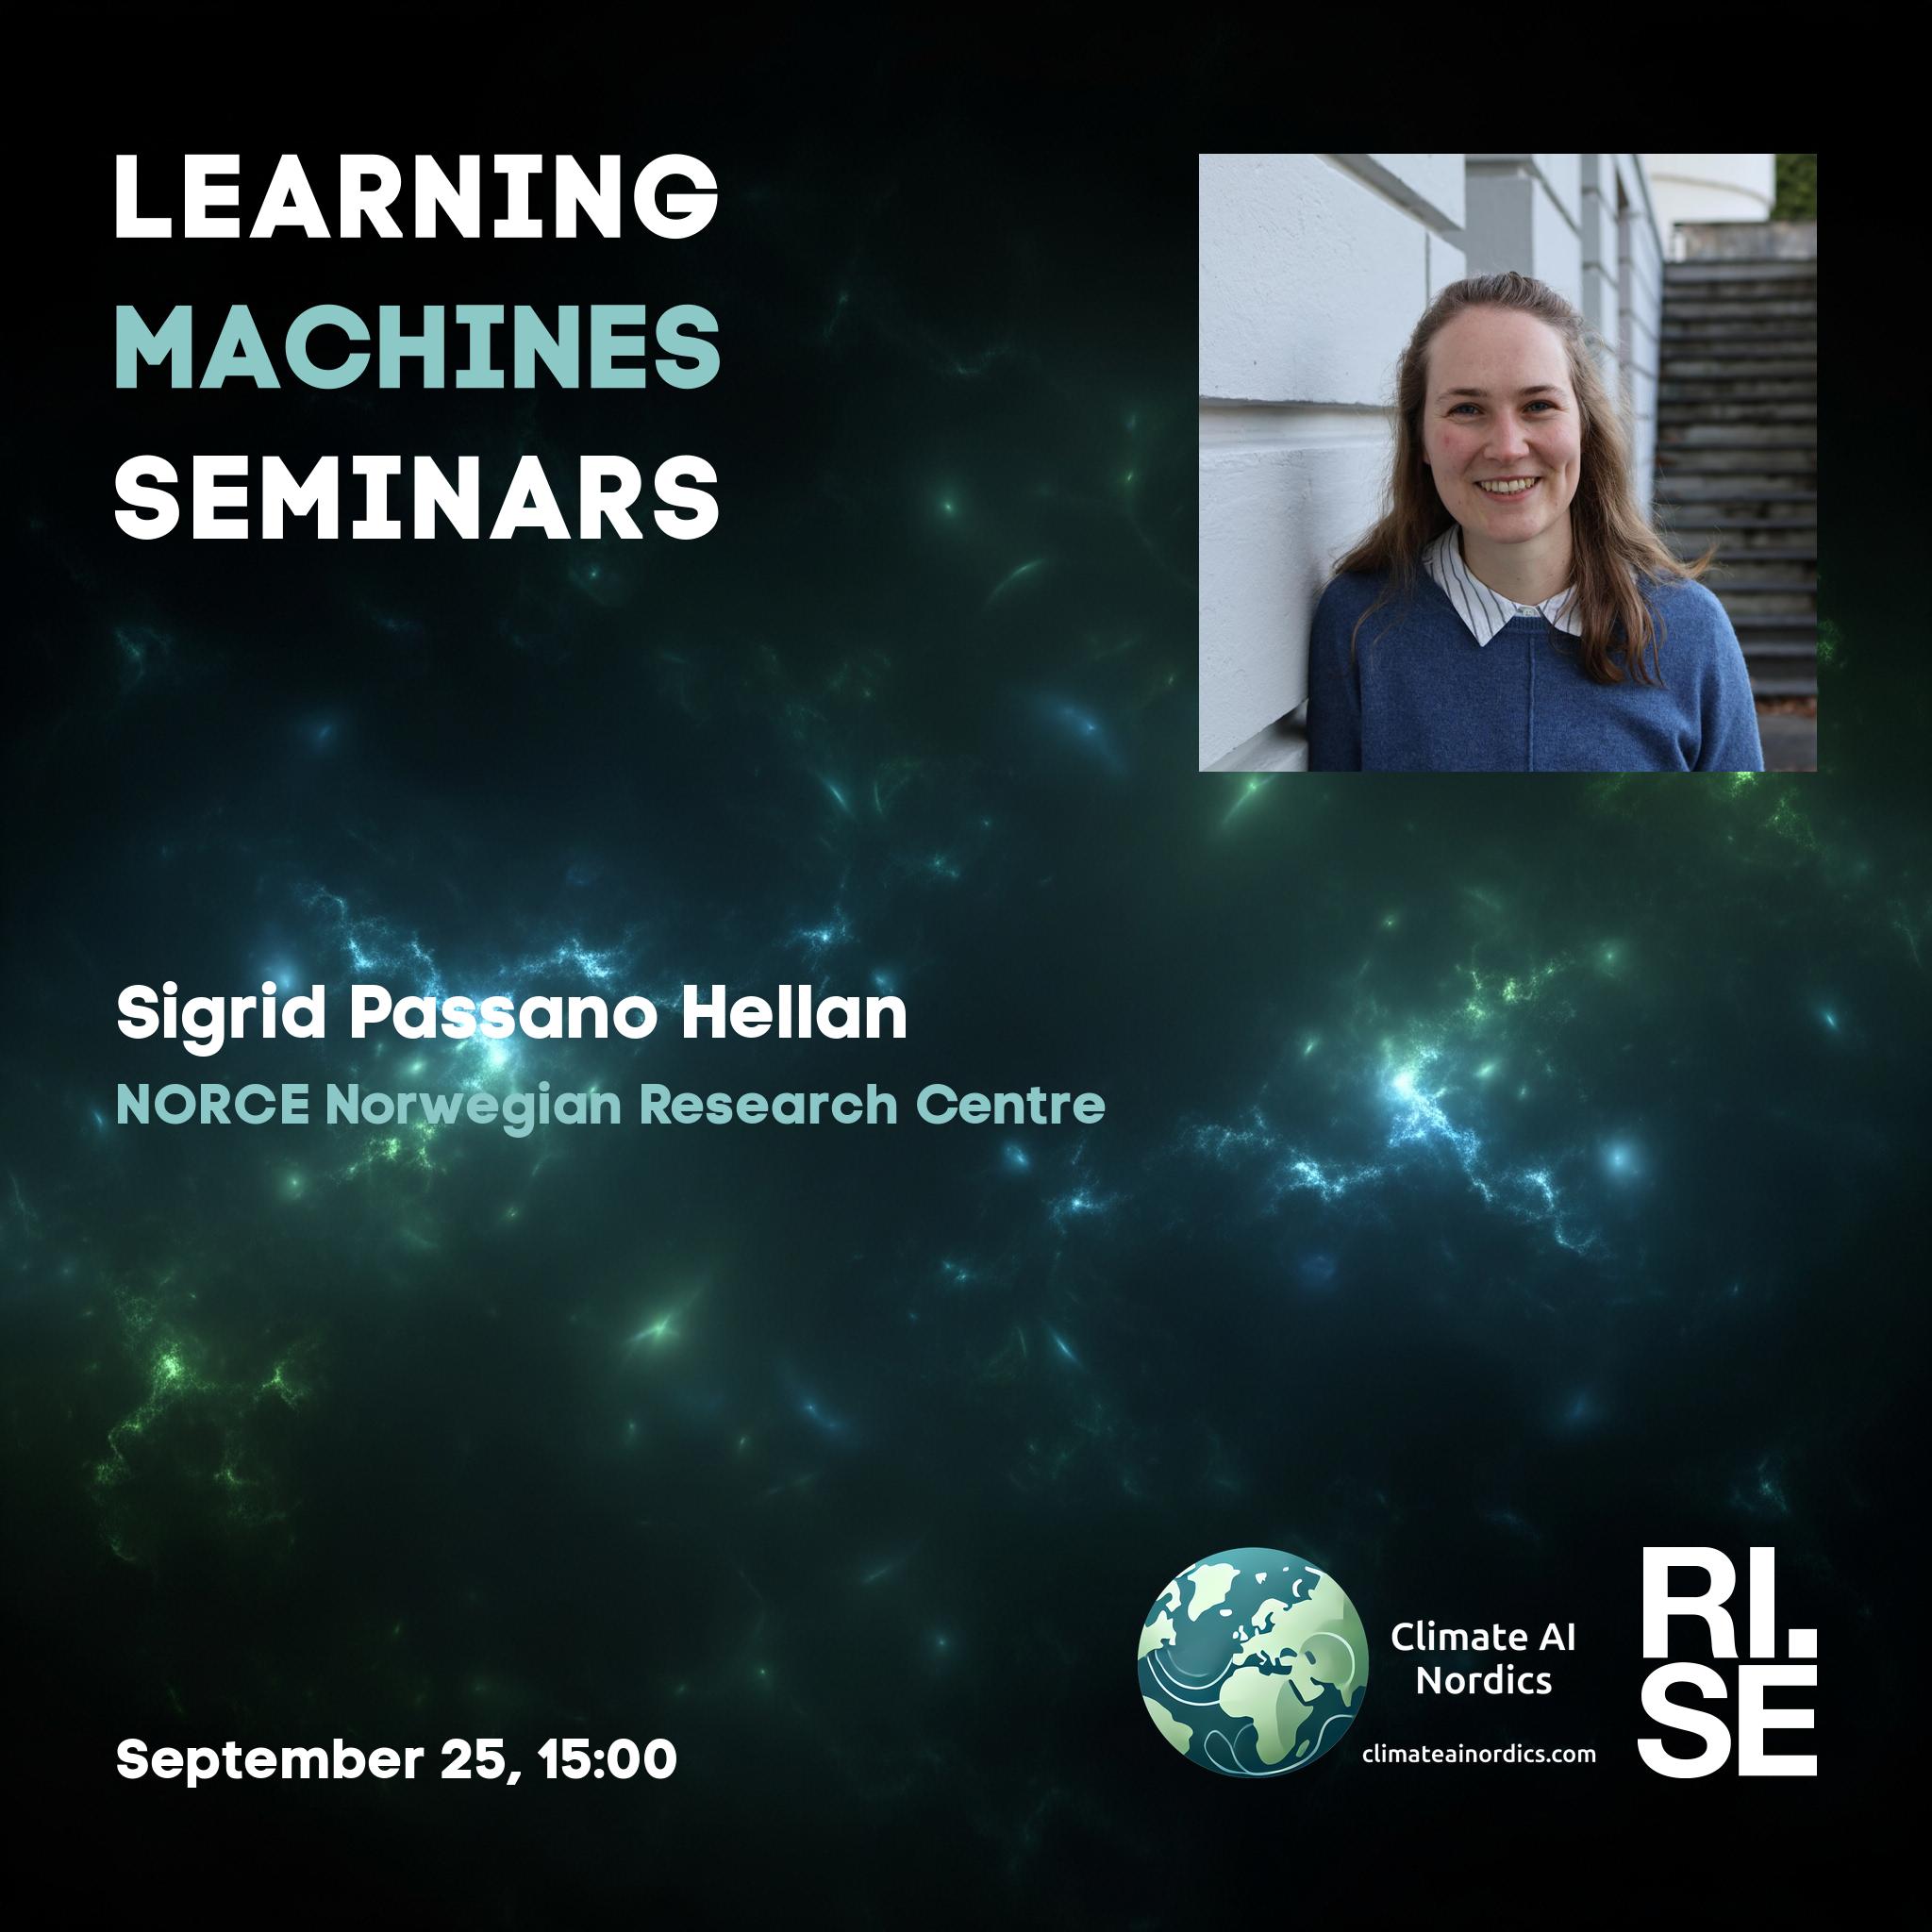 LEARNING
MACHINES
SEMINARS
Sigrid Passano Hellan
NORCE Norwegian Research Centre
September 25, 15:00
Climate AI
Nordics
climateainordics.com
RI.
SE